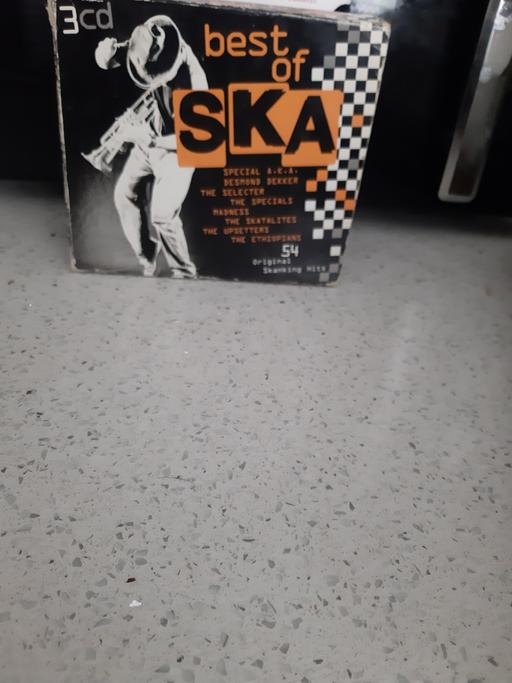 3cd
best
of
SKA
SPECIAL A.K.A.
DESMOND DEKKER
THE SELECTER
THE SPECIALS
MADNESS
THE SKATALITES
THE UPSETTERS
THE ETHIOPIANS
54
Original
Skanking Hits